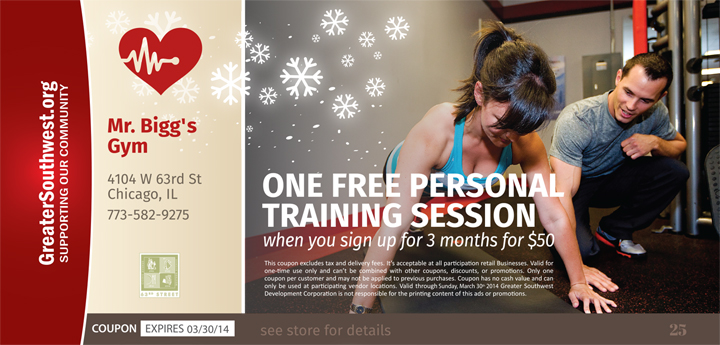 GreaterSouthwest.org
SUPPORTING OUR COMMUNITY
Mr. Bigg's
Gym
4104 W 63rd St
Chicago, IL
773-582-9275
63RD STREET
ONE FREE PERSONAL
TRAINING SESSION
when you sign up for 3 months for $50
This coupon excludes tax and delivery fees. It's acceptable at all participation retail Businesses. Valid for
one-time use only and can't be combined with other coupons, discounts, or promotions. Only one
coupon per customer and may not be applied to previous purchases. Coupon has no cash value and can
only be used at participating vendor locations. Valid through Sunday, March 30th 2014 Greater Southwest
Development Corporation is not responsible for the printing content of this ads or promotions.
COUPON EXPIRES 03/30/14
see store for details
25